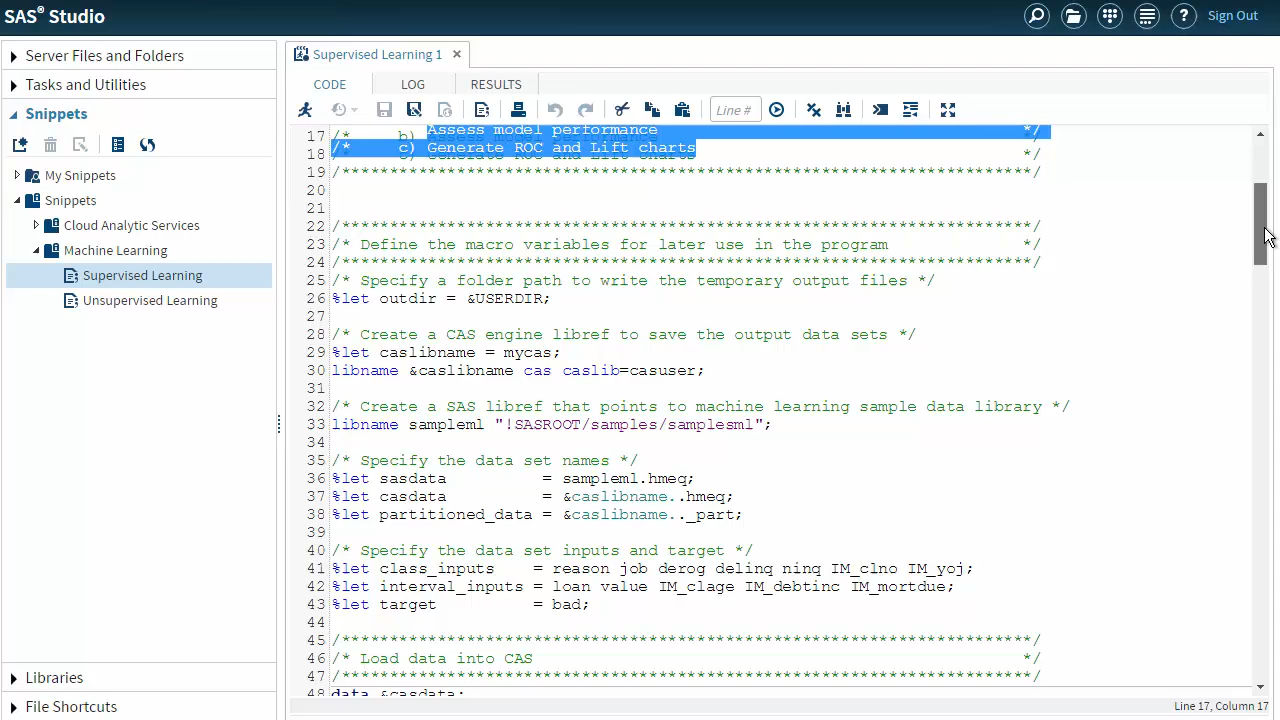 SAS® Studio
Sign Out
Server Files and Folders
Tasks and Utilities
Snippets
My Snippets
Snippets
Cloud Analytic Services
Machine Learning
Supervised Learning
Unsupervised Learning
Libraries
File Shortcuts
Supervised Learning 1
CODE LOG RESULTS
Line #
17 /* b) Assess model performance */
18 /* c) Generate ROC and Lift charts */
19 /****************************************************************************/
20
21
22 /****************************************************************************/
23 /* Define the macro variables for later use in the program */
24 /****************************************************************************/
25 /* Specify a folder path to write the temporary output files */
26 %let outdir = &USERDIR;
27
28 /* Create a CAS engine libref to save the output data sets */
29 %let caslibname = mycas;
30 libname &caslibname cas caslib=casuser;
31
32 /* Create a SAS libref that points to machine learning sample data library */
33 libname sampleml "!SASROOT/samples/samplesml";
34
35 /* Specify the data set names */
36 %let sasdata = sampleml.hmeq;
37 %let casdata = &caslibname..hmeq;
38 %let partitioned_data = &caslibname.._part;
39
40 /* Specify the data set inputs and target */
41 %let class_inputs = reason job derog delinq ninq IM_clno IM_yoj;
42 %let interval_inputs = loan value IM_clage IM_debtinc IM_mortdue;
43 %let target = bad;
44
45 /****************************************************************************/
46 /* Load data into CAS */
47 /****************************************************************************/
48 data &casdata;
Line 17, Column 17